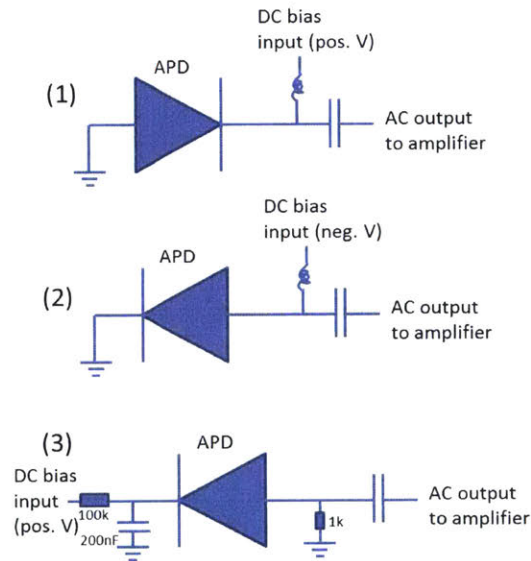 DC bias
input (pos. V)
APD
(1)
AC output
to amplifier
DC bias
input (neg. V)
APD
(2)
AC output
to amplifier
(3)
APD
DC bias
input
(pos. V)
100k
200nF
1k
AC output
to amplifier